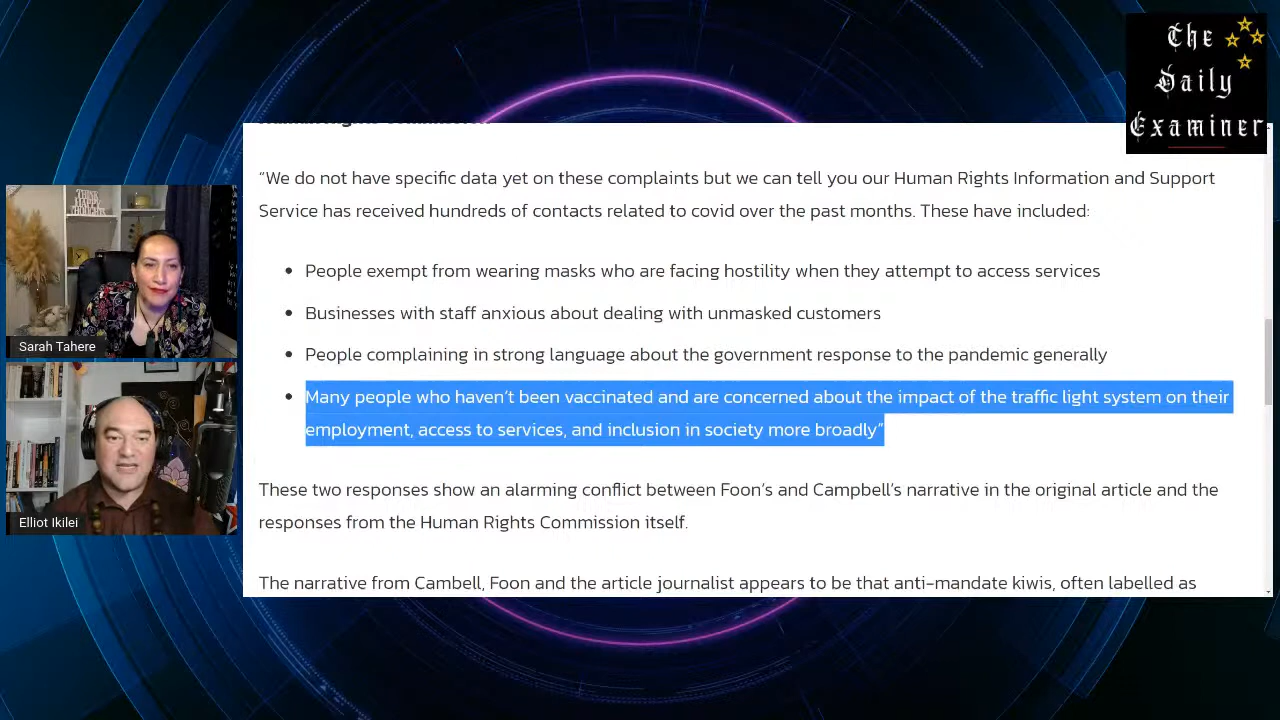 The
Daily
Examiner
“We do not have specific data yet on these complaints but we can tell you our Human Rights Information and Support
Service has received hundreds of contacts related to covid over the past months. These have included:
• People exempt from wearing masks who are facing hostility when they attempt to access services
• Businesses with staff anxious about dealing with unmasked customers
• People complaining in strong language about the government response to the pandemic generally
• Many people who haven’t been vaccinated and are concerned about the impact of the traffic light system on their
employment, access to services, and inclusion in society more broadly”
These two responses show an alarming conflict between Foon’s and Campbell’s narrative in the original article and the
responses from the Human Rights Commission itself.
The narrative from Cambell, Foon and the article journalist appears to be that anti-mandate kiwis, often labelled as
Sarah Tahere
Elliot Ikilei